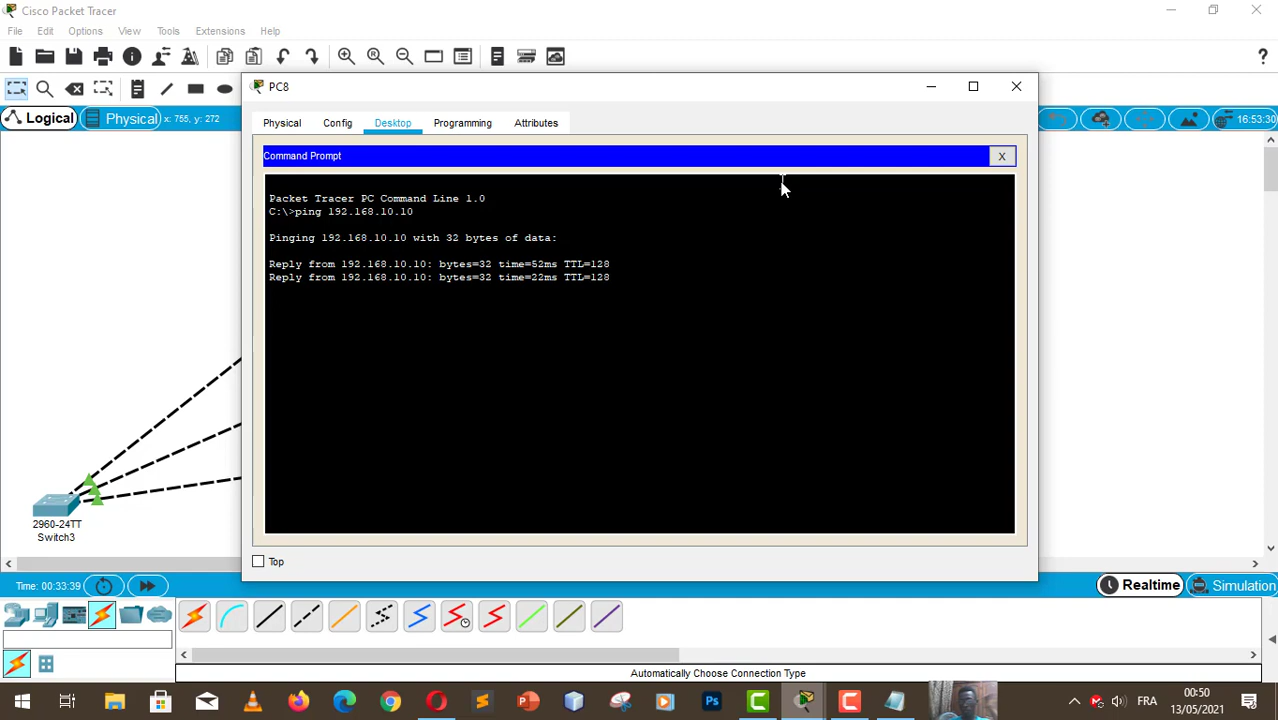 Cisco Packet Tracer
File Edit Options View Tools Extensions Help
PC8
Logical
Physical x: 755, y: 272
16:53:30
Physical Config Desktop Programming Attributes
Command Prompt
X
Packet Tracer PC Command Line 1.0
C:\>ping 192.168.10.10
Pinging 192.168.10.10 with 32 bytes of data:
Reply from 192.168.10.10: bytes=32 time=52ms TTL=128
Reply from 192.168.10.10: bytes=32 time=22ms TTL=128
2960-24TT
Switch3
Top
Time: 00:33:39
Realtime
Simulation
Automatically Choose Connection Type
FRA
00:50
13/05/2021